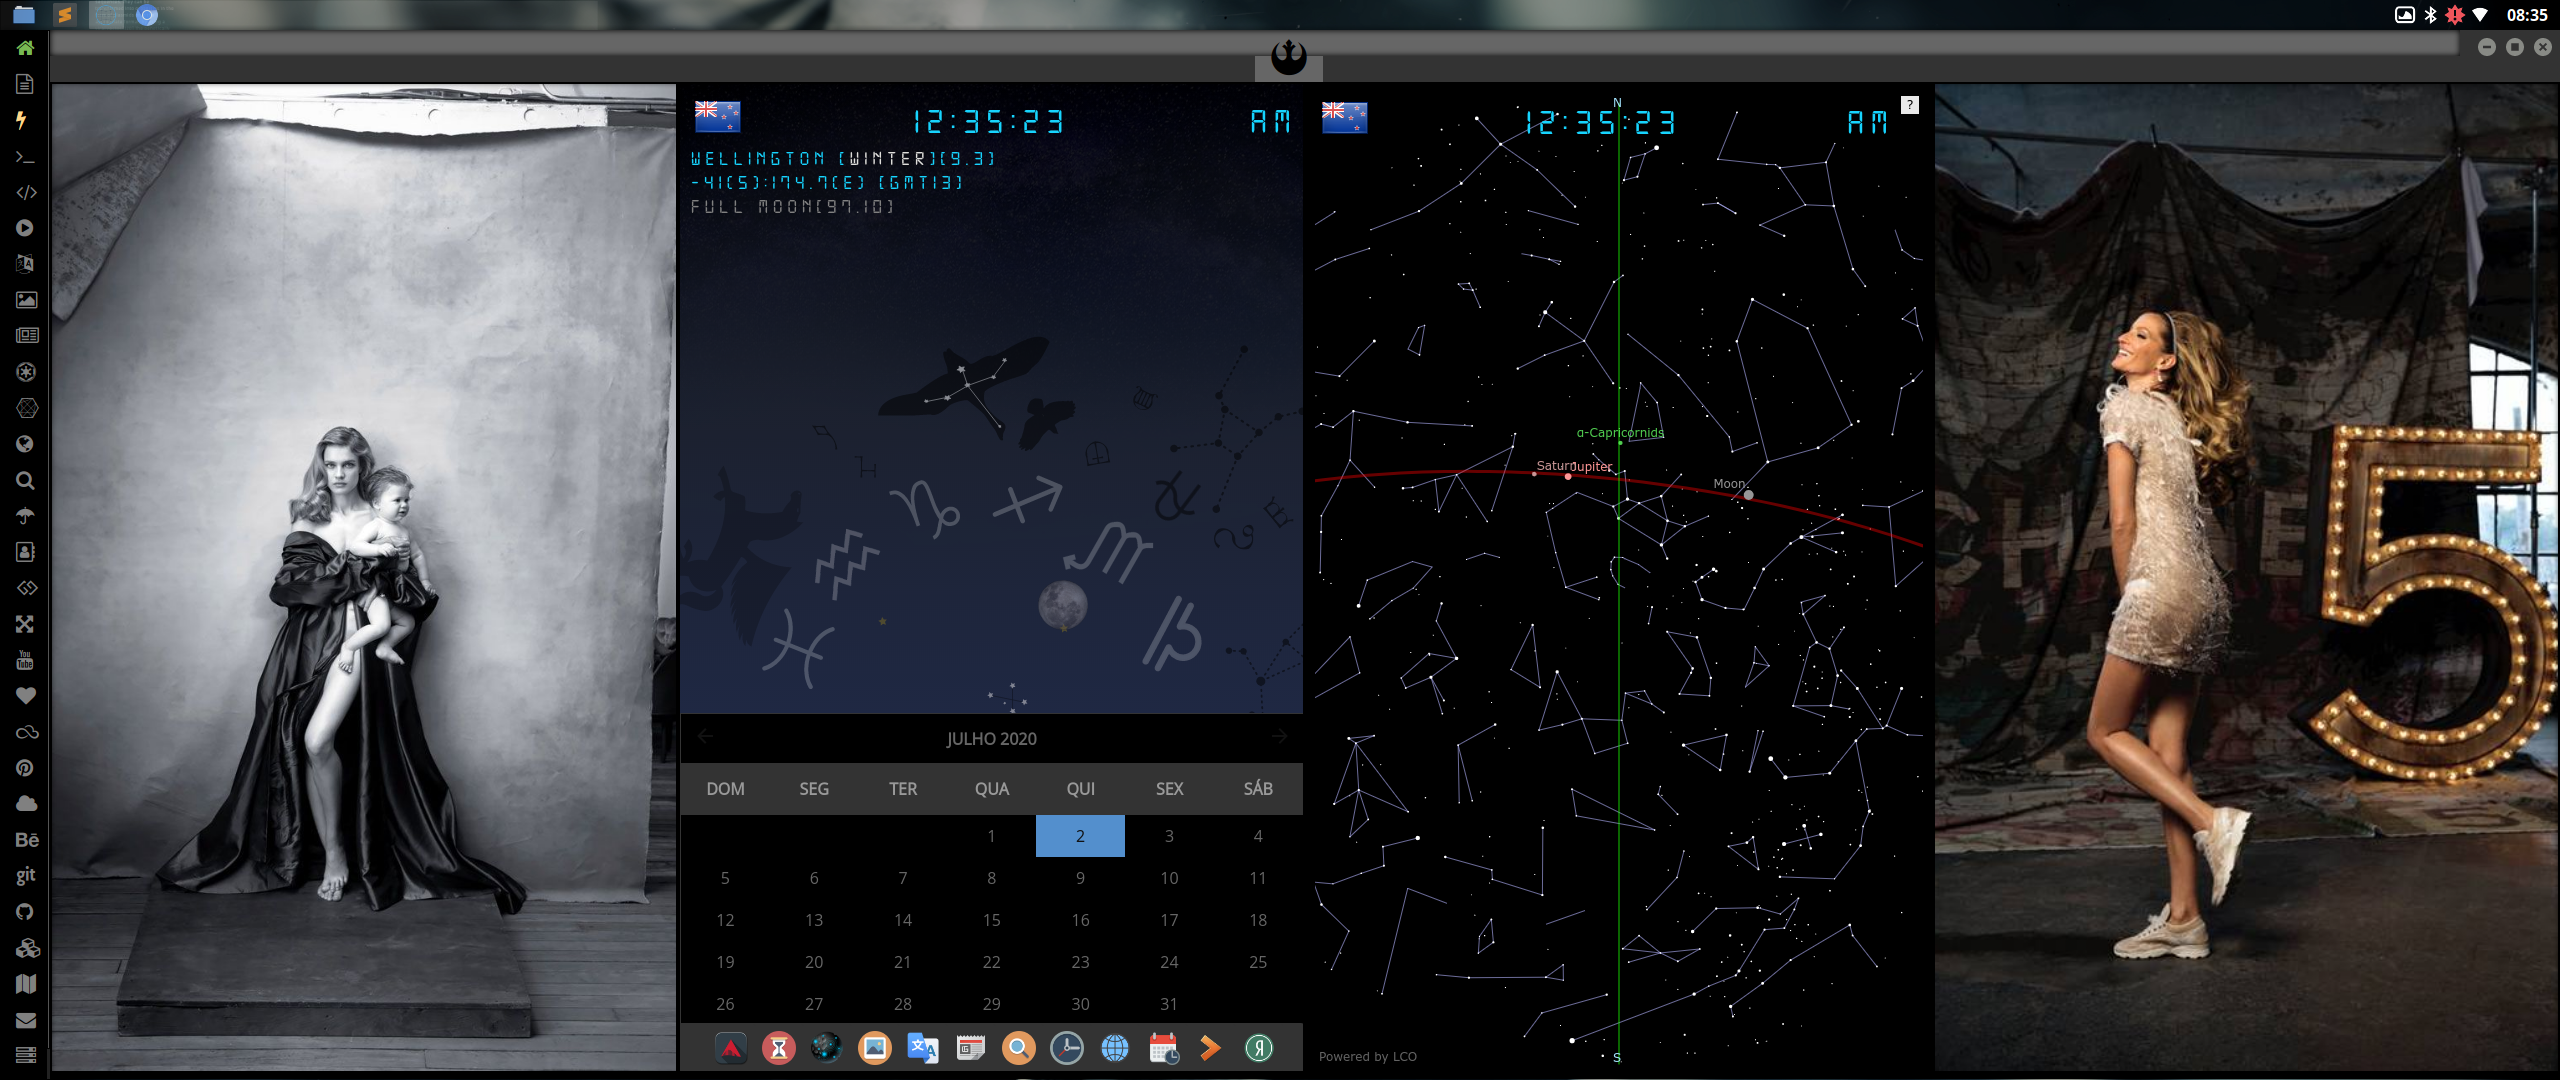 08:35
12:35:23 AM
WELLINGTON [WINTER][9.3]
-41(S):174.7(E) [GMT13]
FULL MOON[97.10]
JULHO 2020
DOM SEG TER QUA QUI SEX SÁB
1 2 3 4
5 6 7 8 9 10 11
12 13 14 15 16 17 18
19 20 21 22 23 24 25
26 27 28 29 30 31
12:35:23 AM
?
N
α-Capricornids
Saturn
Jupiter
Moon
S
Powered by LCO
5
You
Tube
Bē
git